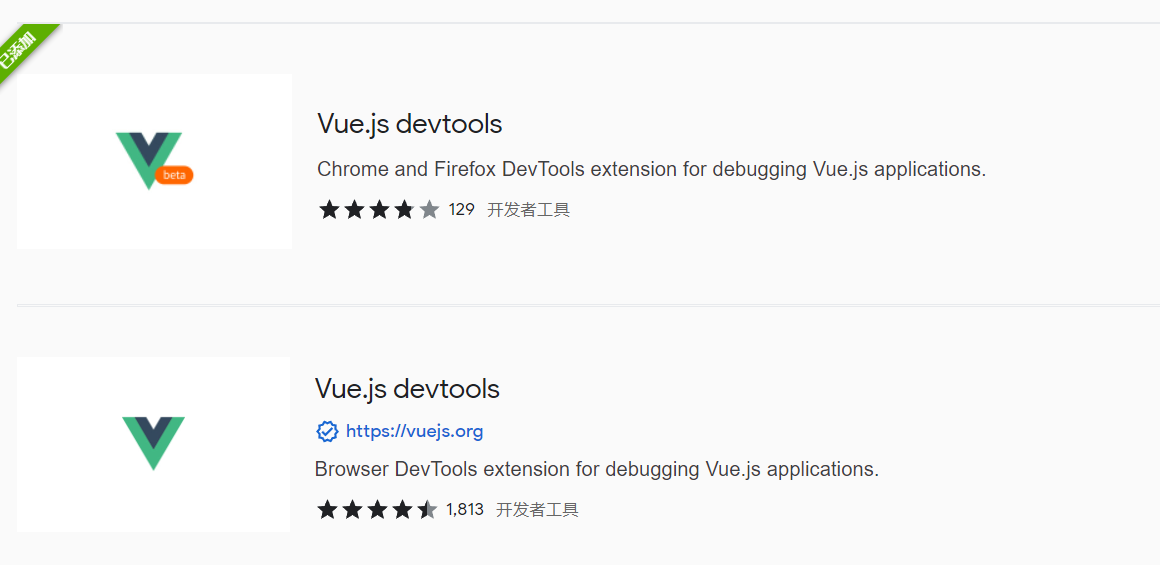 已添加
beta
Vue.js devtools
Chrome and Firefox DevTools extension for debugging Vue.js applications.
129 开发者工具
Vue.js devtools
https://vuejs.org
Browser DevTools extension for debugging Vue.js applications.
1,813 开发者工具